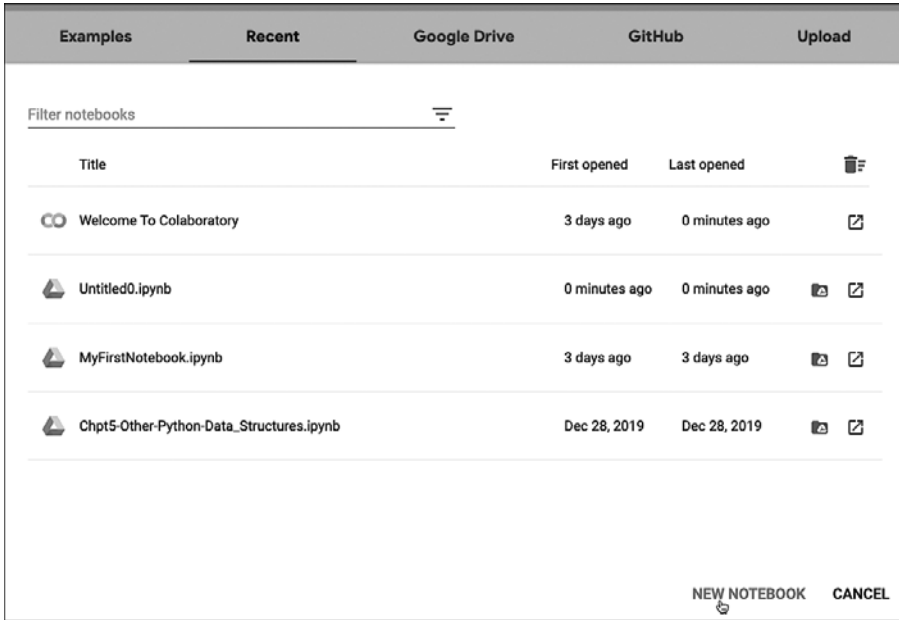 Examples Recent Google Drive GitHub Upload
Filter notebooks
Title First opened Last opened
CO Welcome To Colaboratory 3 days ago 0 minutes ago
Untitled0.ipynb 0 minutes ago 0 minutes ago
MyFirstNotebook.ipynb 3 days ago 3 days ago
Chpt5-Other-Python-Data_Structures.ipynb Dec 28, 2019 Dec 28, 2019
NEW NOTEBOOK CANCEL